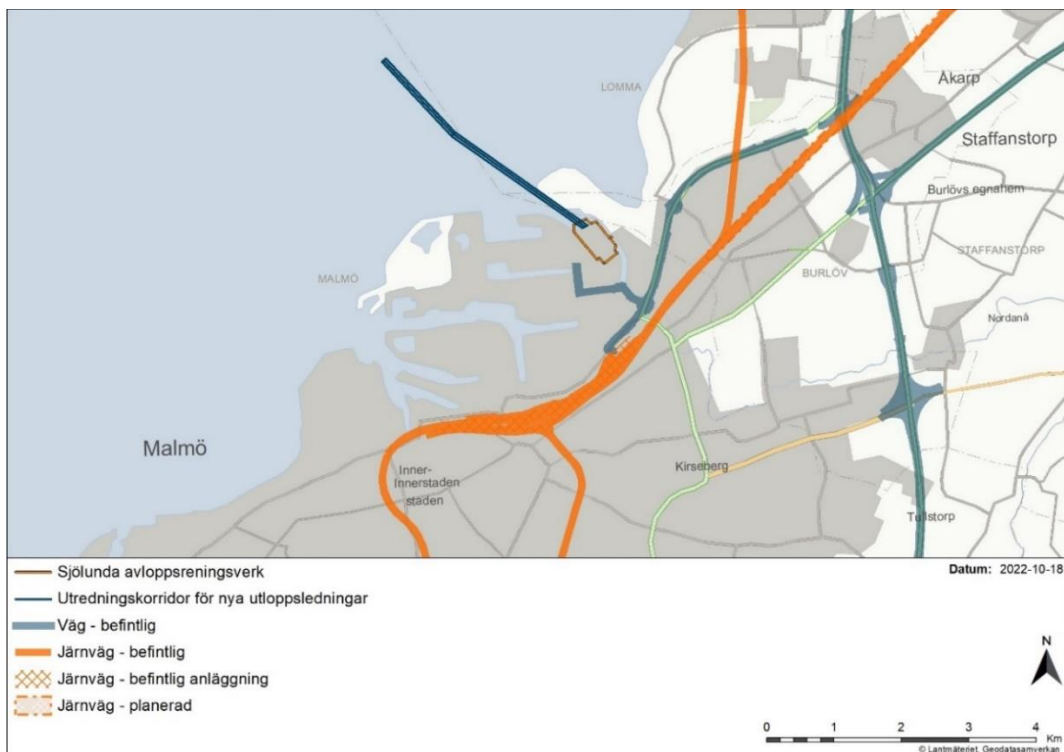 Åkarp
LOMMA
Staffanstorp
Burlövs egnahem
STAFFANSTORP
BURLÖV
MALMÖ
Nordanå
Malmö
Kirseberg
Inner-
Innerstaden
staden
Tullstorp
Sjölunda avloppsreningsverk
Datum: 2022-10-18
Utredningskorridor för nya utloppsledningar
Väg - befintlig
Järnväg - befintlig
Järnväg - befintlig anläggning
Järnväg - planerad
N
0 1 2 3 4
Km
© Lantmäteriet, Geodatasamverkan